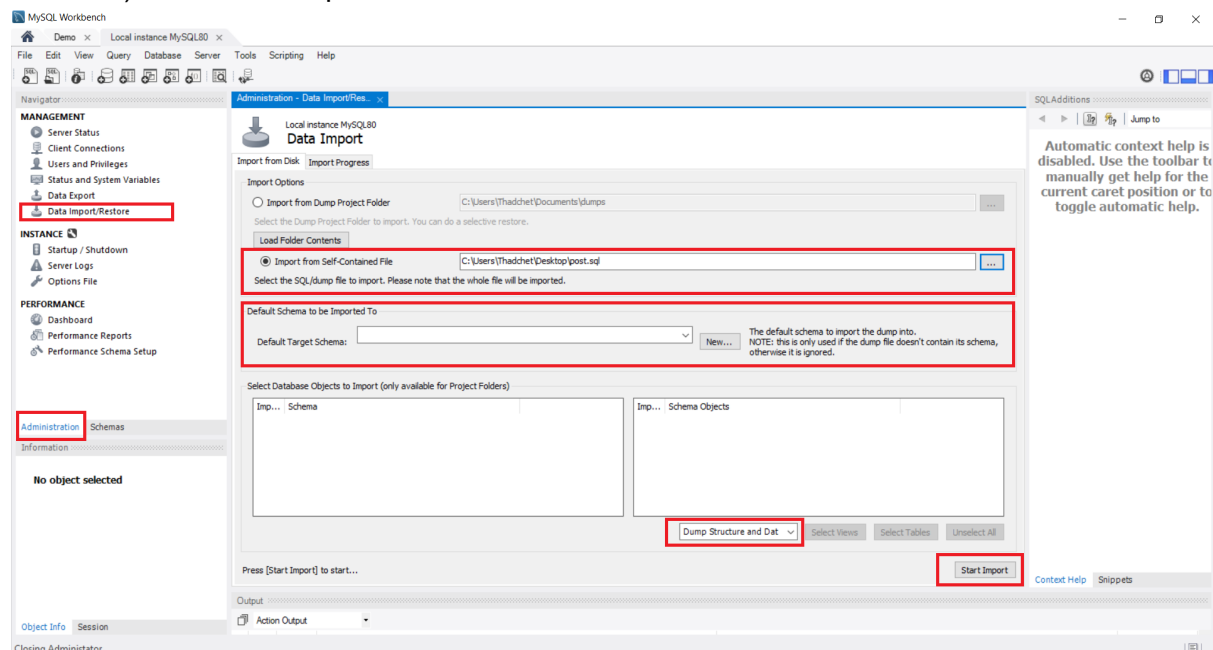 MySQL Workbench
Demo × Local instance MySQL80 ×
File Edit View Query Database Server Tools Scripting Help
Navigator
MANAGEMENT
Server Status
Client Connections
Users and Privileges
Status and System Variables
Data Export
Data Import/Restore
INSTANCE
Startup / Shutdown
Server Logs
Options File
PERFORMANCE
Dashboard
Performance Reports
Performance Schema Setup
Administration Schemas
Information
No object selected
Object Info Session
Closing Administator
Administration - Data Import/Res... ×
Local instance MySQL80
Data Import
Import from Disk Import Progress
Import Options
Import from Dump Project Folder C:\Users\Thadchet\Documents\dumps ...
Select the Dump Project Folder to import. You can do a selective restore.
Load Folder Contents
Import from Self-Contained File C:\Users\Thadchet\Desktop\post.sql ...
Select the SQL/dump file to import. Please note that the whole file will be imported.
Default Schema to be Imported To
Default Target Schema: New...
The default schema to import the dump into.
NOTE: this is only used if the dump file doesn't contain its schema,
otherwise it is ignored.
Select Database Objects to Import (only available for Project Folders)
Imp... Schema
Imp... Schema Objects
Dump Structure and Dat Select Views Select Tables Unselect All
Press [Start Import] to start...
Start Import
Output
Action Output
SQLAdditions
Jump to
Automatic context help is
disabled. Use the toolbar to
manually get help for the
current caret position or to
toggle automatic help.
Context Help Snippets